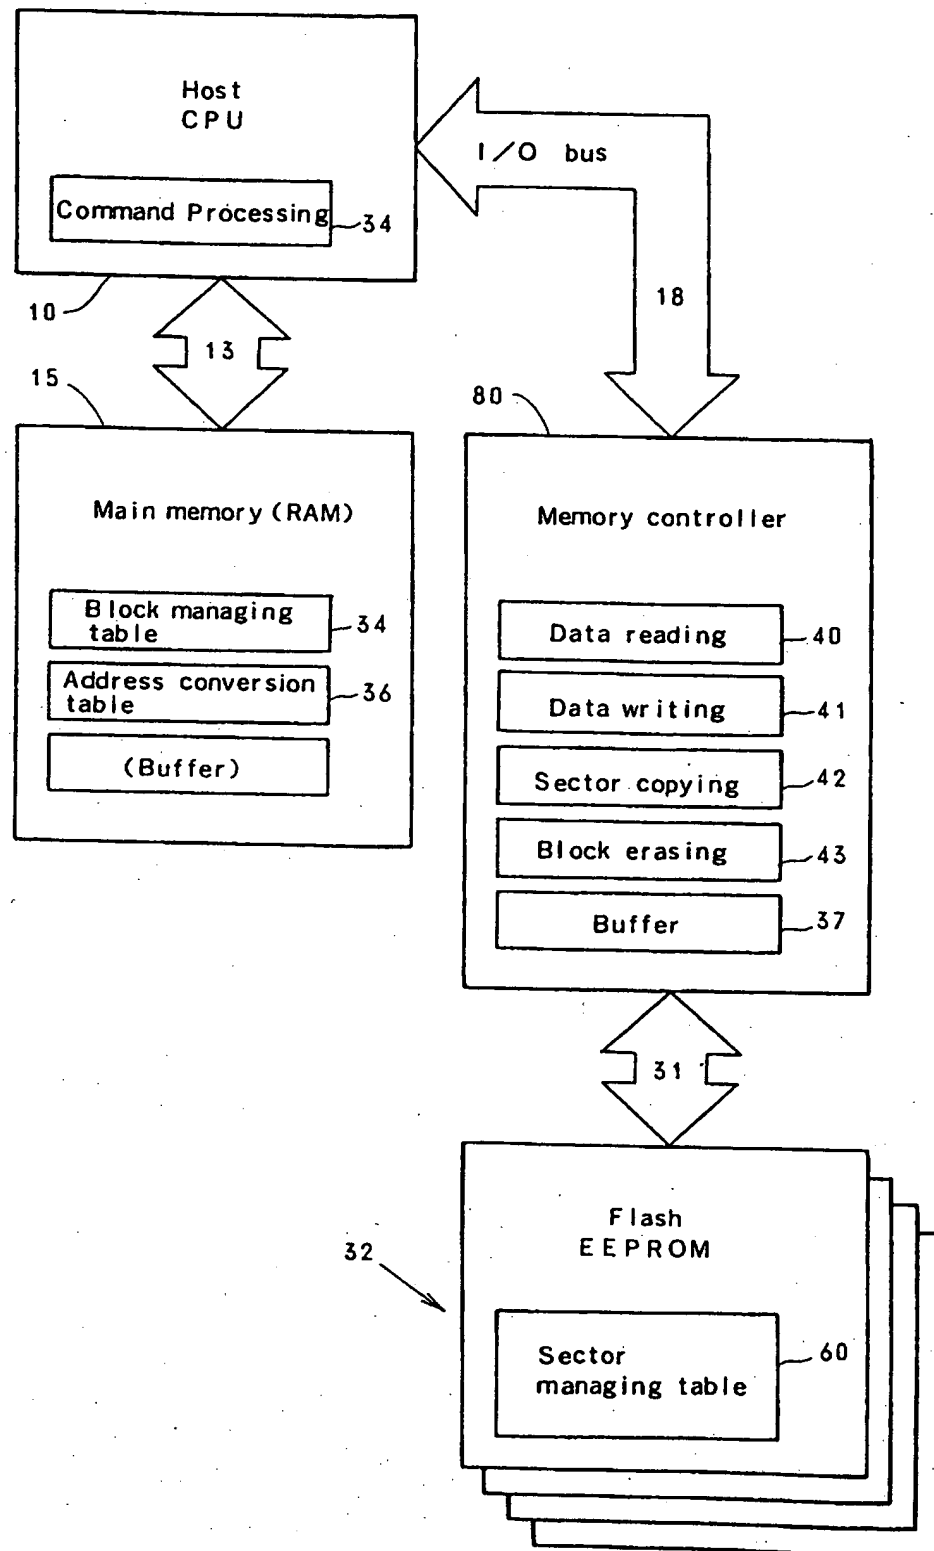 Host
CPU
Command Processing
34
10
I/O bus
18
13
15
Main memory (RAM)
Block managing
table
34
Address conversion
table
36
(Buffer)
80
Memory controller
Data reading
40
Data writing
41
Sector copying
42
Block erasing
43
Buffer
37
31
32
Flash
EEPROM
Sector
managing table
60